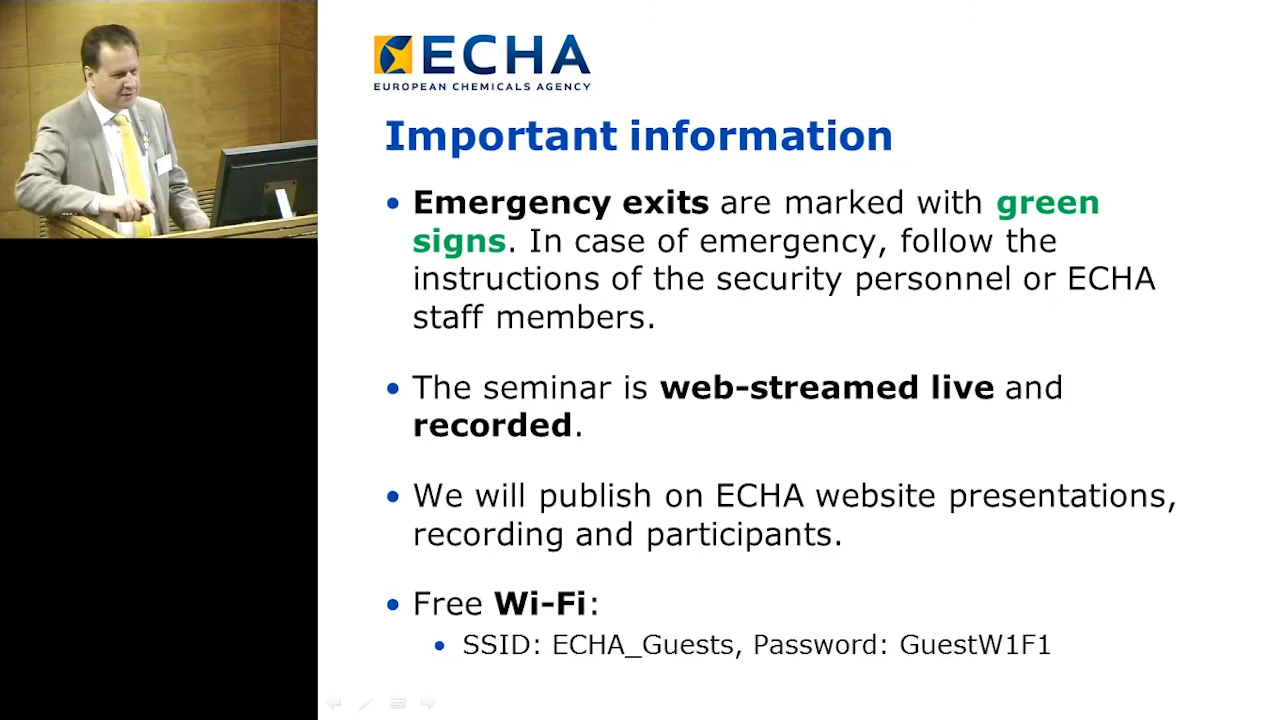 ECHA
EUROPEAN CHEMICALS AGENCY
Important information
• Emergency exits are marked with green
signs. In case of emergency, follow the
instructions of the security personnel or ECHA
staff members.
• The seminar is web-streamed live and
recorded.
• We will publish on ECHA website presentations,
recording and participants.
• Free Wi-Fi:
• SSID: ECHA_Guests, Password: GuestW1F1